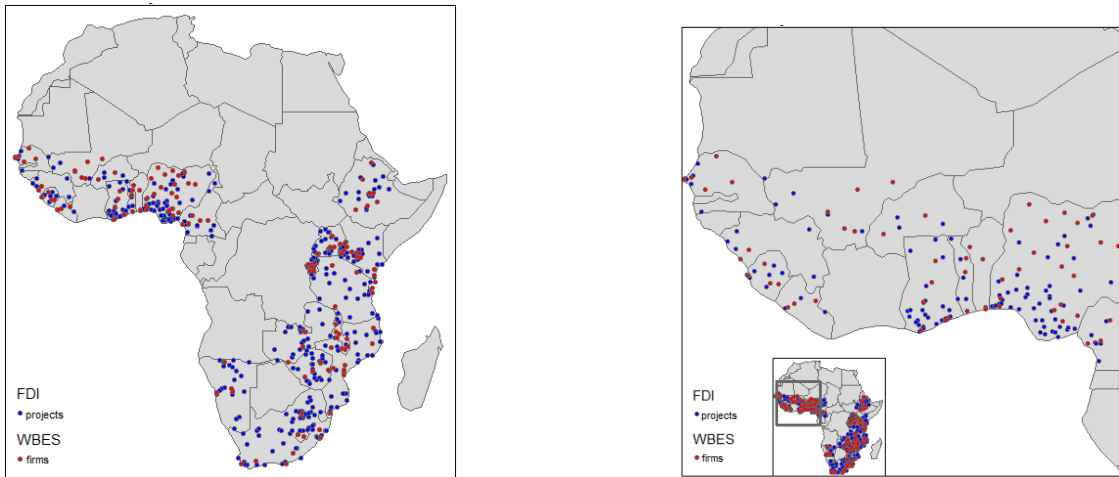 FDI
projects
WBES
firms
FDI
projects
WBES
firms